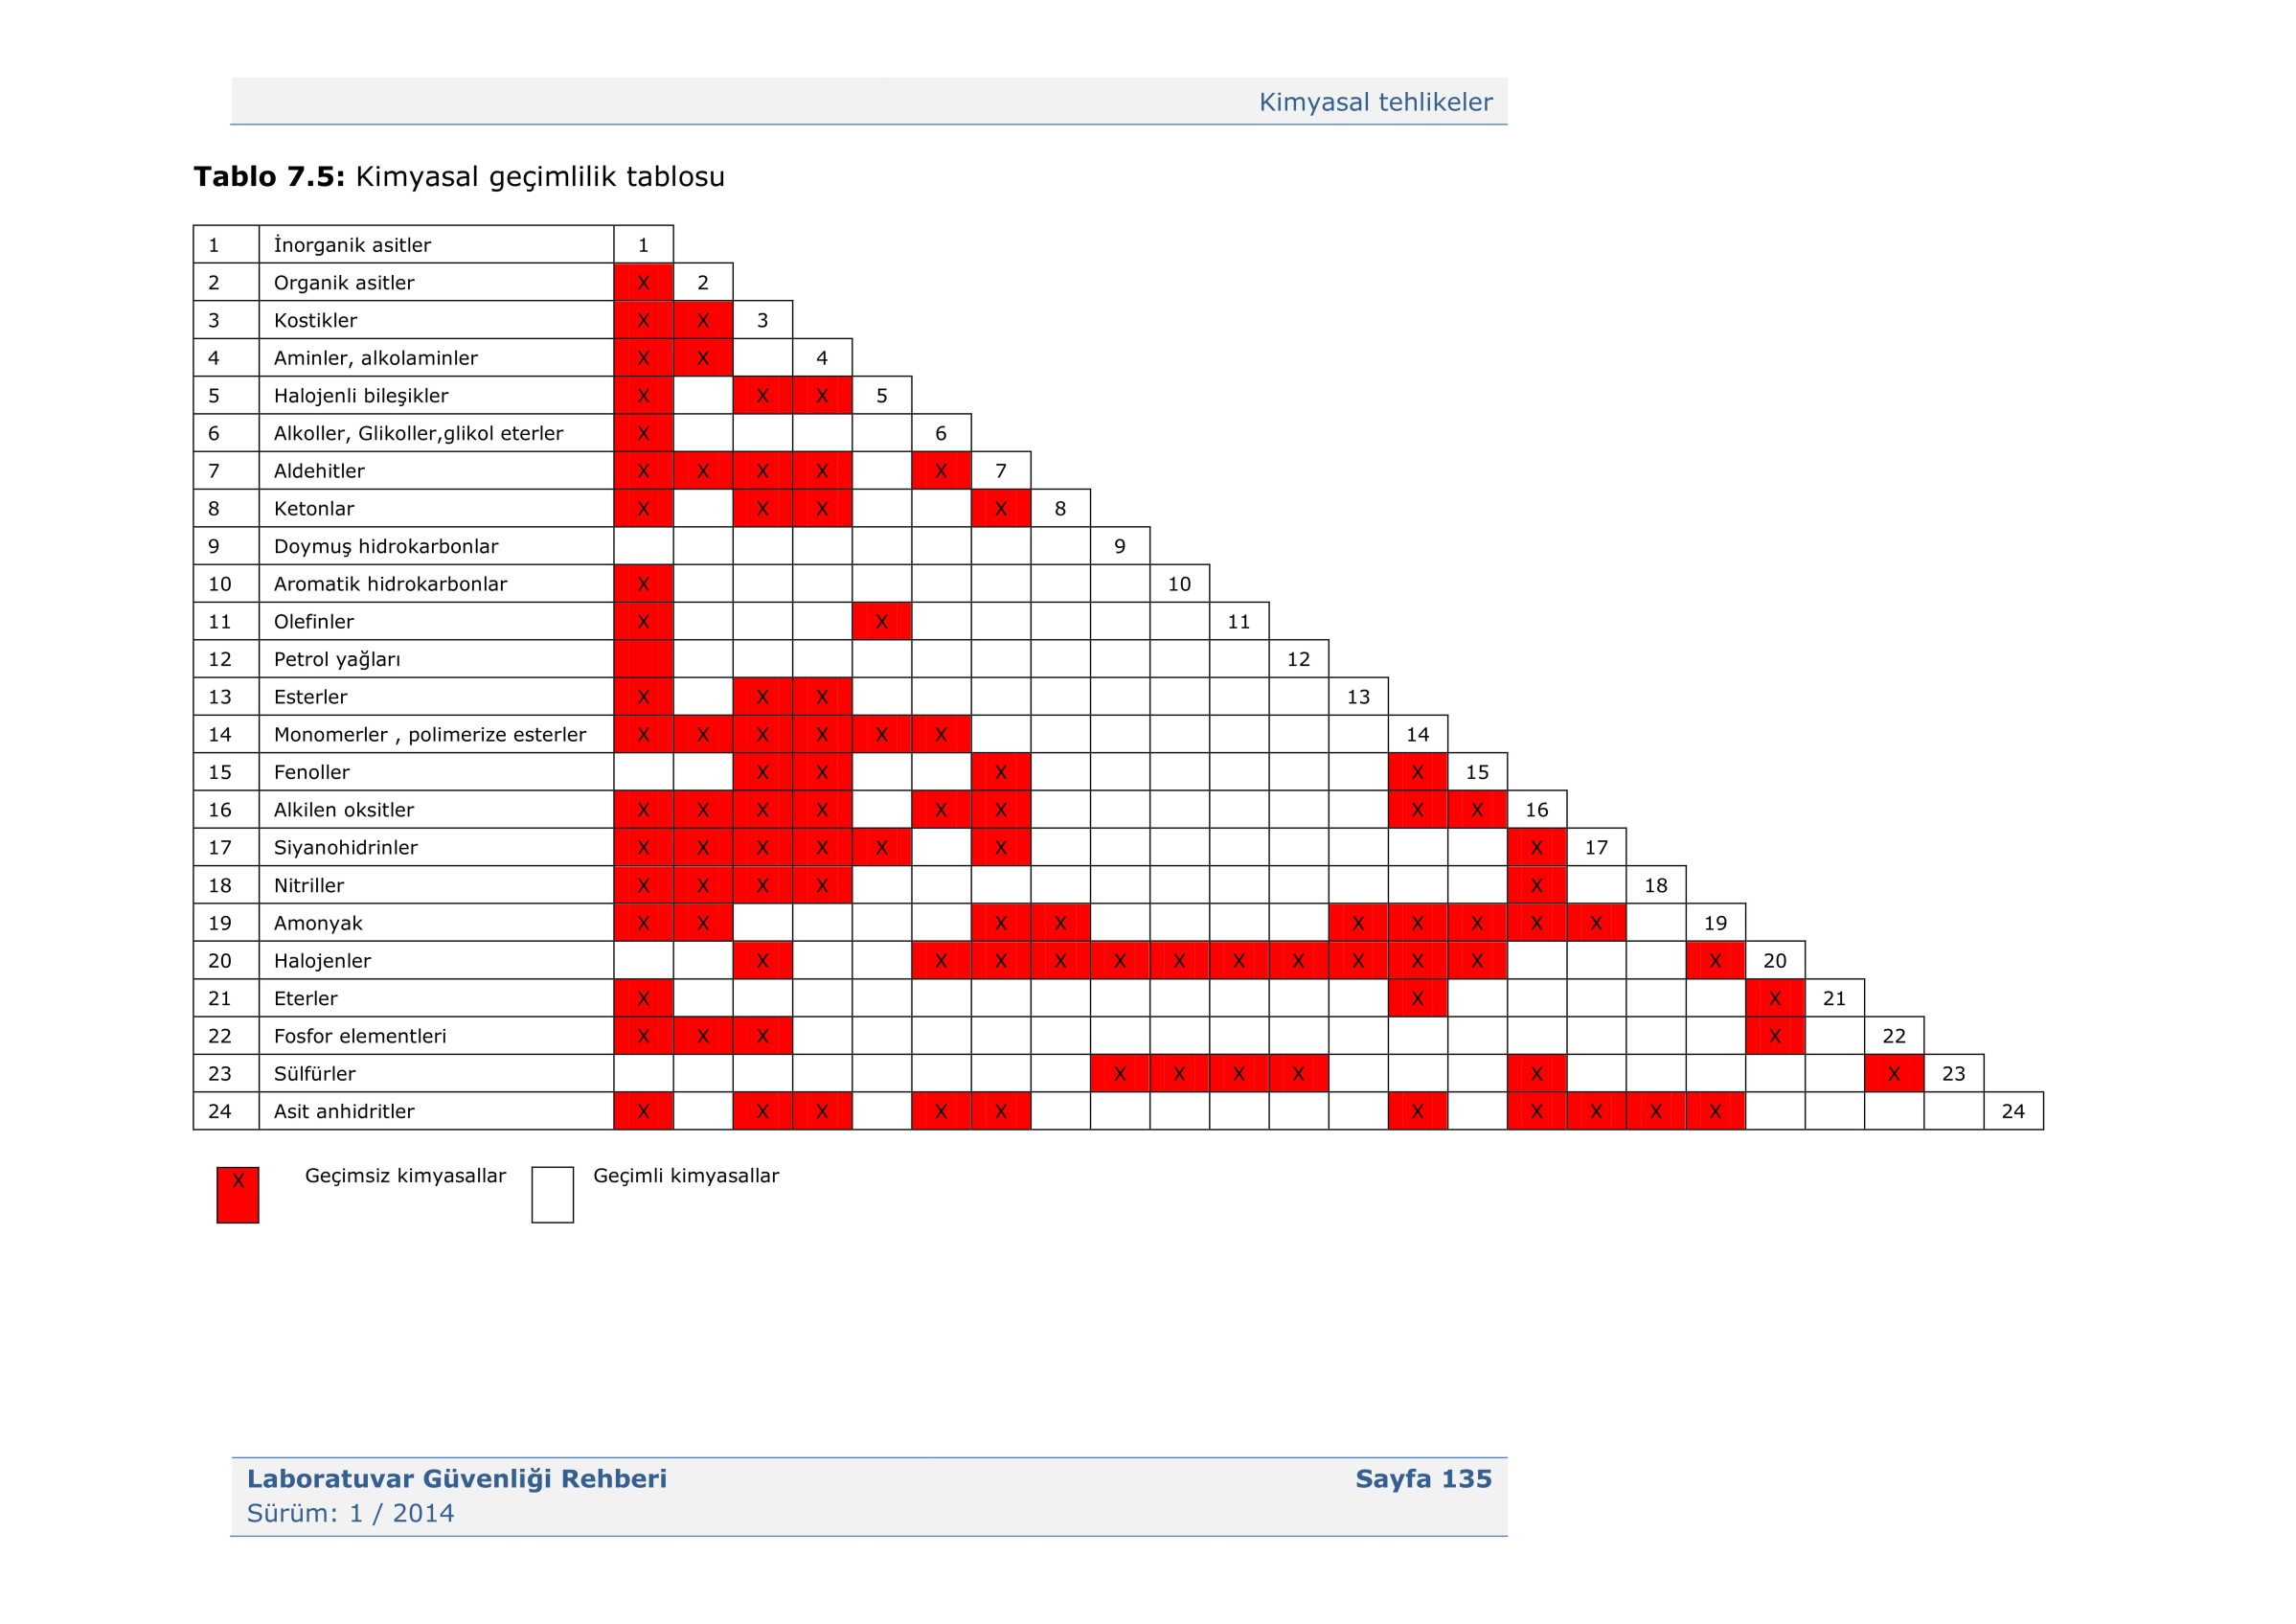 Kimyasal tehlikeler
Tablo 7.5: Kimyasal geçimlilik tablosu
1 İnorganik asitler 1
2 Organik asitler X 2
3 Kostikler X X 3
4 Aminler, alkolaminler X X 4
5 Halojenli bileşikler X X X 5
6 Alkoller, Glikoller,glikol eterler X 6
7 Aldehitler X X X X X 7
8 Ketonlar X X X X 8
9 Doymuş hidrokarbonlar 9
10 Aromatik hidrokarbonlar X 10
11 Olefinler X X 11
12 Petrol yağları 12
13 Esterler X X X 13
14 Monomerler , polimerize esterler X X X X X X 14
15 Fenoller X X X X 15
16 Alkilen oksitler X X X X X X X X 16
17 Siyanohidrinler X X X X X X X 17
18 Nitriller X X X X X 18
19 Amonyak X X X X X X X X X 19
20 Halojenler X X X X X X X X X X X X 20
21 Eterler X X X 21
22 Fosfor elementleri X X X X 22
23 Sülfürler X X X X X X 23
24 Asit anhidritler X X X X X X X X X X 24
X Geçimsiz kimyasallar Geçimli kimyasallar
Laboratuvar Güvenliği Rehberi Sayfa 135
Sürüm: 1 / 2014